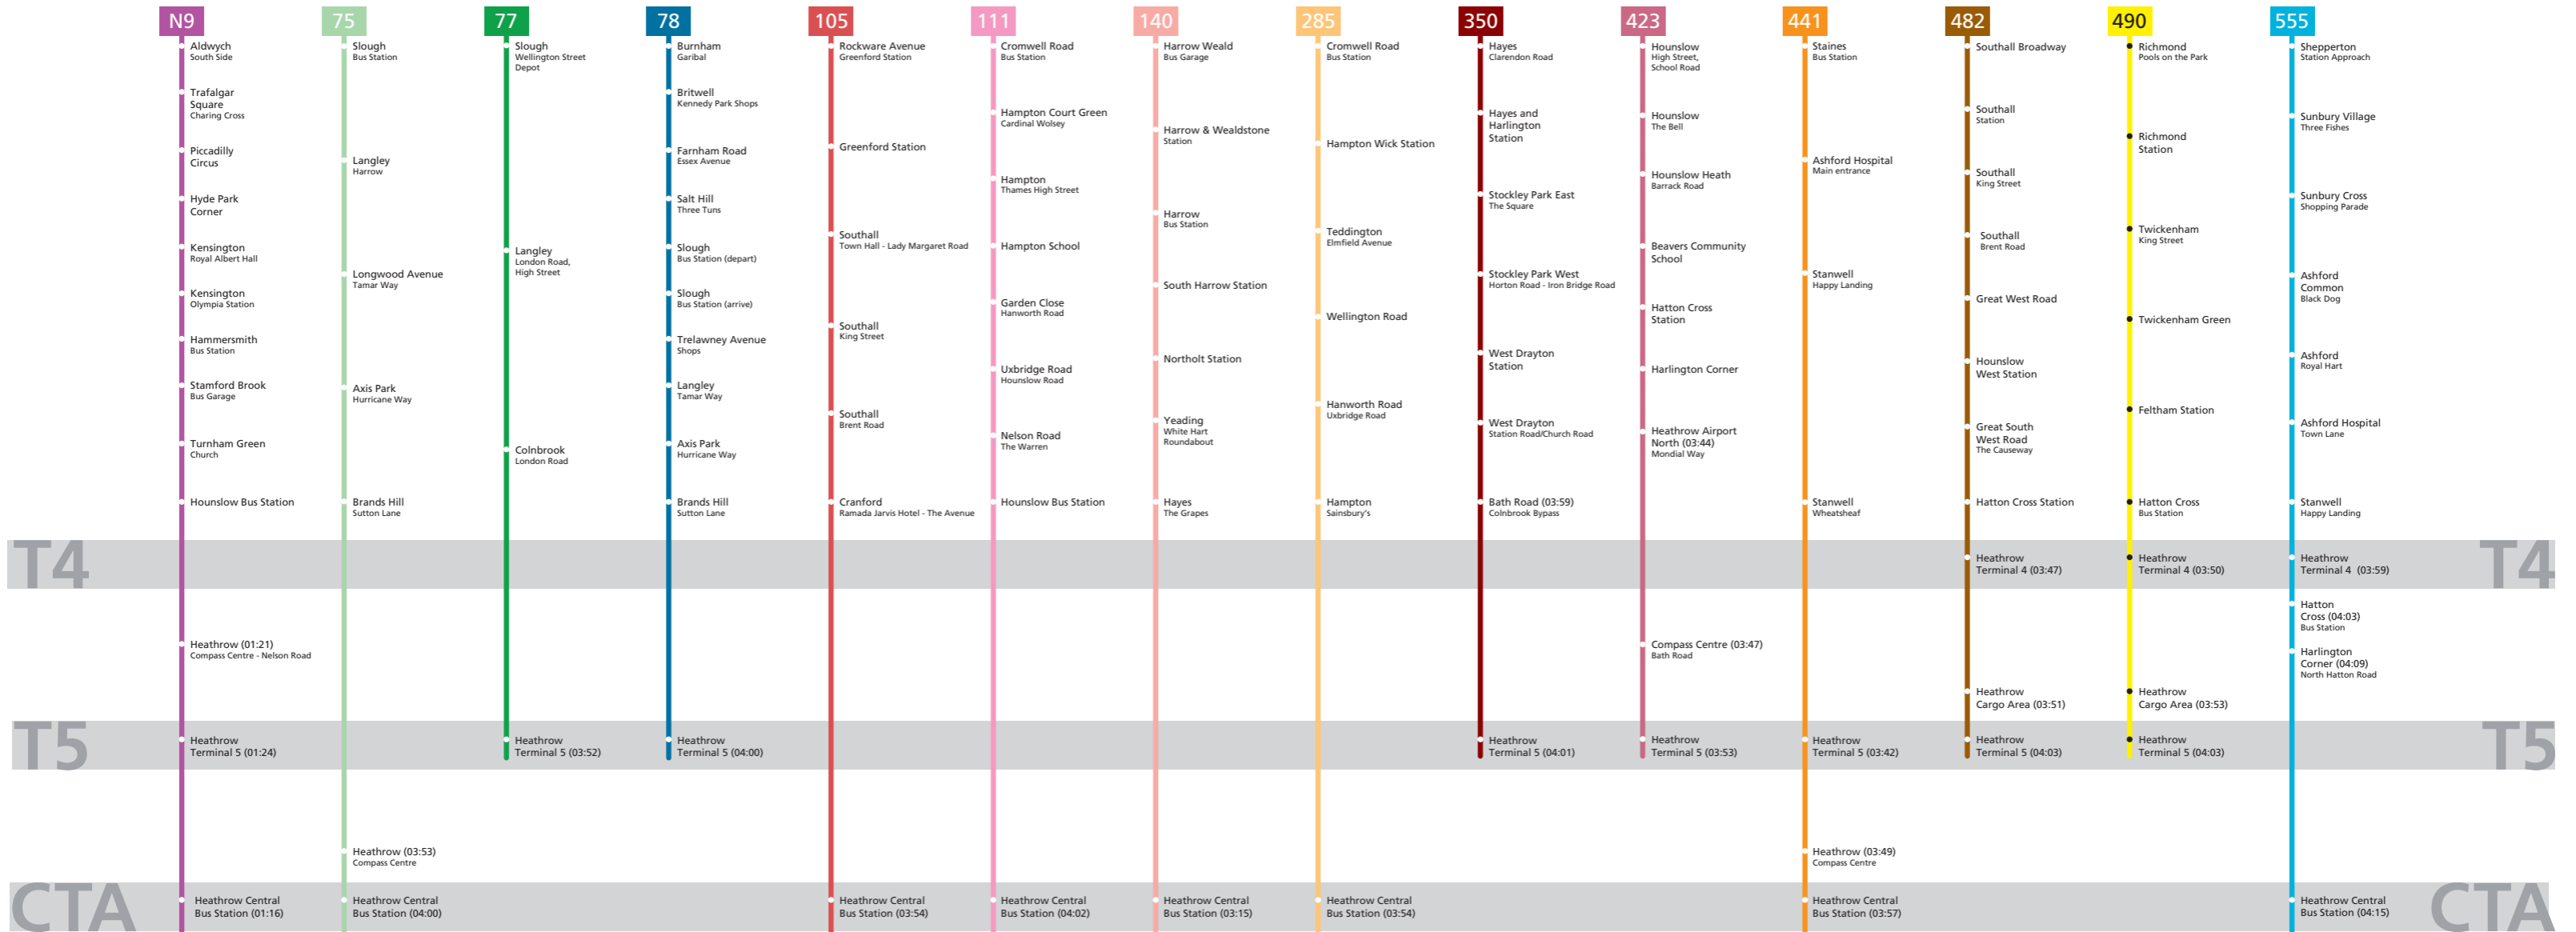 N9
Aldwych
South Side
Trafalgar
Square
Charing Cross
Piccadilly
Circus
Hyde Park
Corner
Kensington
Royal Albert Hall
Kensington
Olympia Station
Hammersmith
Bus Station
Stamford Brook
Bus Garage
Turnham Green
Church
Hounslow Bus Station
Heathrow (01:21)
Compass Centre - Nelson Road
Heathrow
Terminal 5 (01:24)
Heathrow Central
Bus Station (01:16)
75
Slough
Bus Station
Langley
Harrow
Longwood Avenue
Tamar Way
Axis Park
Hurricane Way
Brands Hill
Sutton Lane
Heathrow (03:53)
Compass Centre
Heathrow Central
Bus Station (04:00)
77
Slough
Wellington Street
Depot
Langley
London Road,
High Street
Colnbrook
London Road
Heathrow
Terminal 5 (03:52)
78
Burnham
Garibal
Britwell
Kennedy Park Shops
Farnham Road
Essex Avenue
Salt Hill
Three Tuns
Slough
Bus Station (depart)
Slough
Bus Station (arrive)
Trelawney Avenue
Shops
Langley
Tamar Way
Axis Park
Hurricane Way
Brands Hill
Sutton Lane
Heathrow
Terminal 5 (04:00)
105
Rockware Avenue
Greenford Station
Greenford Station
Southall
Town Hall - Lady Margaret Road
Southall
King Street
Southall
Brent Road
Cranford
Ramada Jarvis Hotel - The Avenue
Heathrow Central
Bus Station (03:54)
111
Cromwell Road
Bus Station
Hampton Court Green
Cardinal Wolsey
Hampton
Thames High Street
Hampton School
Garden Close
Hanworth Road
Uxbridge Road
Hounslow Road
Nelson Road
The Warren
Hounslow Bus Station
Heathrow Central
Bus Station (04:02)
140
Harrow Weald
Bus Garage
Harrow & Wealdstone
Station
Harrow
Bus Station
South Harrow Station
Northolt Station
Yeading
White Hart
Roundabout
Hayes
The Grapes
Heathrow Central
Bus Station (03:15)
285
Cromwell Road
Bus Station
Hampton Wick Station
Teddington
Elmfield Avenue
Wellington Road
Hanworth Road
Uxbridge Road
Hampton
Sainsbury's
Heathrow Central
Bus Station (03:54)
350
Hayes
Clarendon Road
Hayes and
Harlington
Station
Stockley Park East
The Square
Stockley Park West
Horton Road - Iron Bridge Road
West Drayton
Station
West Drayton
Station Road/Church Road
Bath Road (03:59)
Colnbrook Bypass
Heathrow
Terminal 5 (04:01)
423
Hounslow
High Street,
School Road
Hounslow
The Bell
Hounslow Heath
Barrack Road
Beavers Community
School
Hatton Cross
Station
Harlington Corner
Heathrow Airport
North (03:44)
Mondial Way
Compass Centre (03:47)
Bath Road
Heathrow
Terminal 5 (03:53)
441
Staines
Bus Station
Ashford Hospital
Main entrance
Stanwell
Happy Landing
Stanwell
Wheatsheaf
Heathrow
Terminal 5 (03:42)
Heathrow (03:49)
Compass Centre
Heathrow Central
Bus Station (03:57)
482
Southall Broadway
Southall
Station
Southall
King Street
Southall
Brent Road
Great West Road
Hounslow
West Station
Great South
West Road
The Causeway
Hatton Cross Station
Heathrow
Terminal 4 (03:47)
Heathrow
Cargo Area (03:51)
Heathrow
Terminal 5 (04:03)
490
Richmond
Pools on the Park
Richmond
Station
Twickenham
King Street
Twickenham Green
Feltham Station
Hatton Cross
Bus Station
Heathrow
Terminal 4 (03:50)
Heathrow
Cargo Area (03:53)
Heathrow
Terminal 5 (04:03)
555
Shepperton
Station Approach
Sunbury Village
Three Fishes
Sunbury Cross
Shopping Parade
Ashford
Common
Black Dog
Ashford
Royal Hart
Ashford Hospital
Town Lane
Stanwell
Happy Landing
Heathrow
Terminal 4 (03:59)
Hatton
Cross (04:03)
Bus Station
Harlington
Corner (04:09)
North Hatton Road
Heathrow Central
Bus Station (04:15)
T4
T4
T5
T5
CTA
CTA